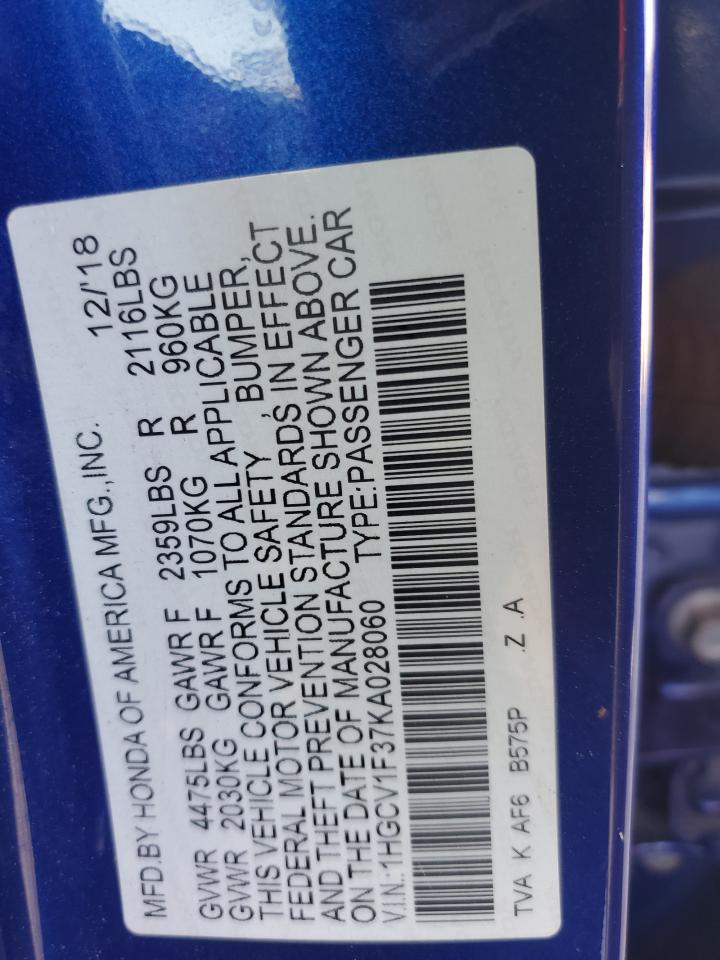 MFD.BY HONDA OF AMERICA MFG.,INC. 12/'18
GVWR 4475LBS GAWR F 2359LBS R 2116LBS
GVWR 2030KG GAWR F 1070KG R 960KG
THIS VEHICLE CONFORMS TO ALL APPLICABLE
FEDERAL MOTOR VEHICLE SAFETY , BUMPER,
AND THEFT PREVENTION STANDARDS IN EFFECT
ON THE DATE OF MANUFACTURE SHOWN ABOVE.
V.I.N.:1HGCV1F37KA028060 TYPE:PASSENGER CAR
TVA K AF6 B575P .Z .A